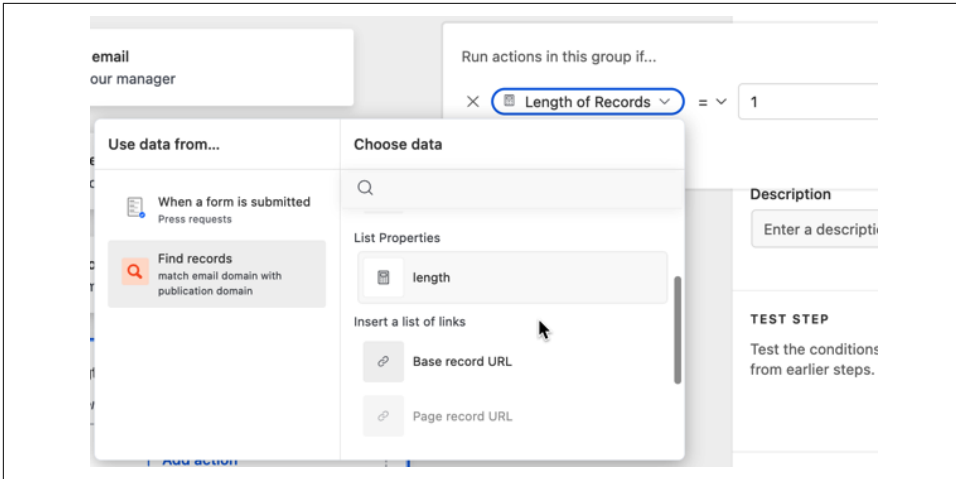 email
our manager
Run actions in this group if...
Length of Records
=
1
Use data from...
Choose data
When a form is submitted
Press requests
Find records
match email domain with
publication domain
List Properties
length
Insert a list of links
Base record URL
Page record URL
Description
Enter a descripti
TEST STEP
Test the conditions
from earlier steps.
Add action